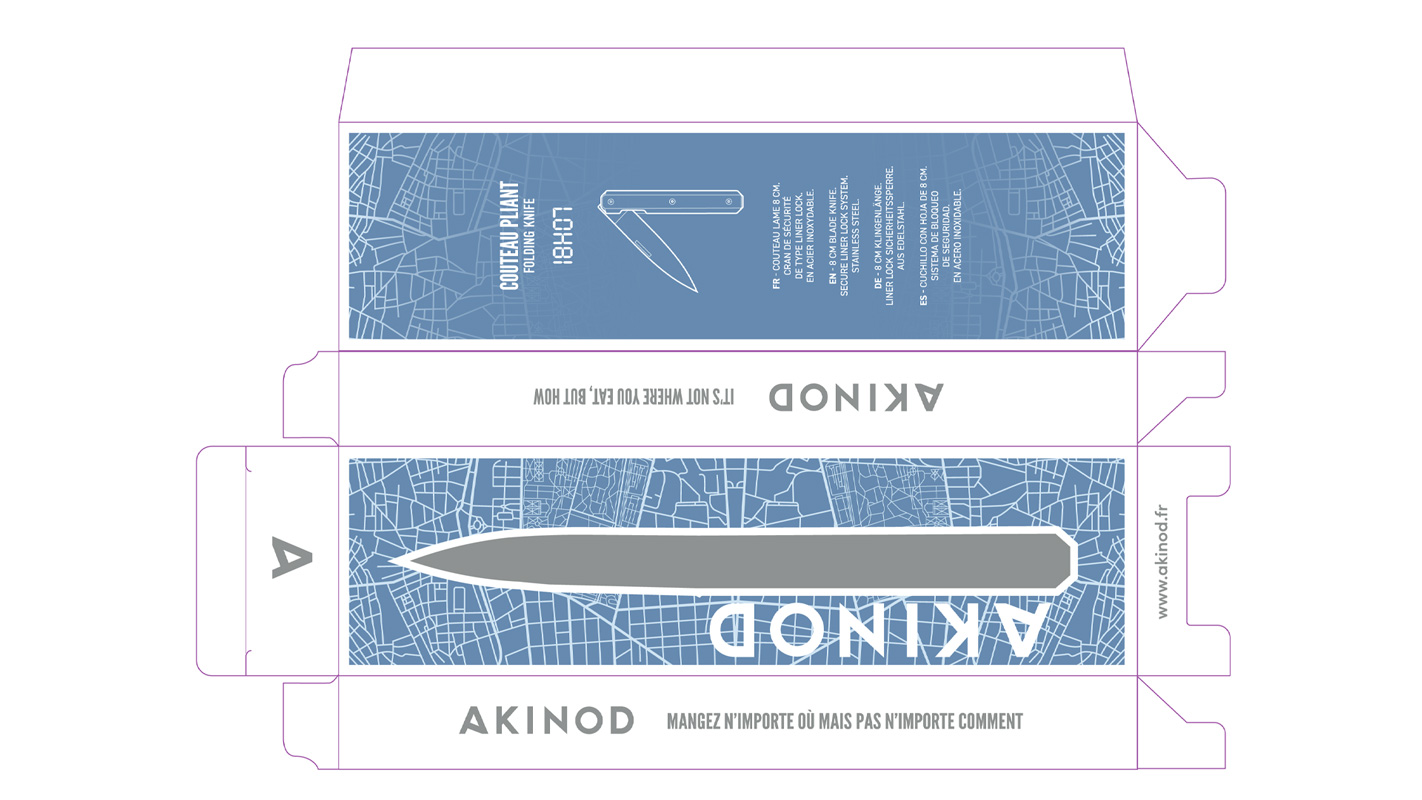 COUTEAU PLIANT
FOLDING KNIFE
18H07
FR - COUTEAU LAME 8 CM.
CRAN DE SÉCURITÉ
DE TYPE LINER LOCK.
EN ACIER INOXYDABLE.
EN - 8 CM BLADE KNIFE.
SECURE LINER LOCK SYSTEM.
STAINLESS STEEL.
DE - 8 CM KLINGENLÄNGE.
LINER LOCK SICHERHEITSSPERRE.
AUS EDELSTAHL.
ES - CUCHILLO CON HOJA DE 8 CM.
SISTEMA DE BLOQUEO
DE SEGURIDAD.
EN ACERO INOXIDABLE.
AKINOD IT'S NOT WHERE YOU EAT, BUT HOW
A
AKINOD
www.akinod.fr
AKINOD MANGEZ N'IMPORTE OÙ MAIS PAS N'IMPORTE COMMENT